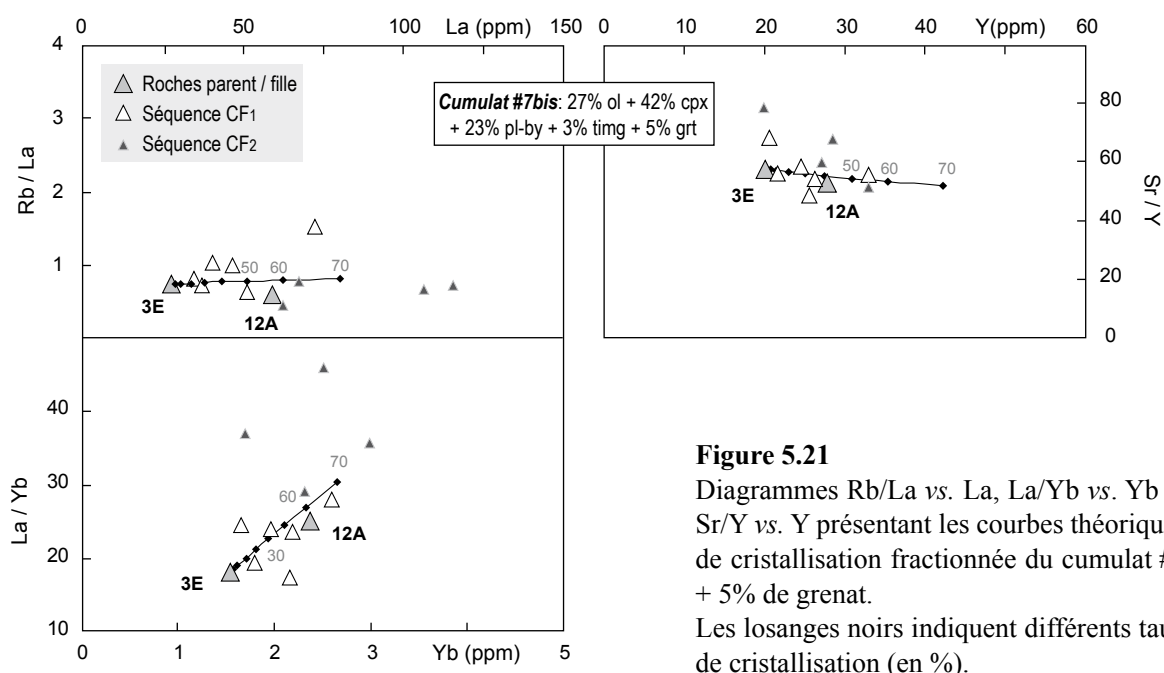 0 50 100 150
La (ppm)
4
3
2
1
Rb / La
Roches parent / fille
Séquence CF1
Séquence CF2
Cumulat #7bis: 27% ol + 42% cpx
+ 23% pl-by + 3% timg + 5% grt
50 60 70
3E
12A
0 10 20 30 40 60
Y(ppm)
80
60
40
20
0
Sr / Y
50 60 70
3E
12A
40
30
20
10
La / Yb
70
60
30
12A
3E
0 1 2 3 5
Yb (ppm)
Figure 5.21
Diagrammes Rb/La vs. La, La/Yb vs. Yb
Sr/Y vs. Y présentant les courbes théoriqu
de cristallisation fractionnée du cumulat #
+ 5% de grenat.
Les losanges noirs indiquent différents tau
de cristallisation (en %).